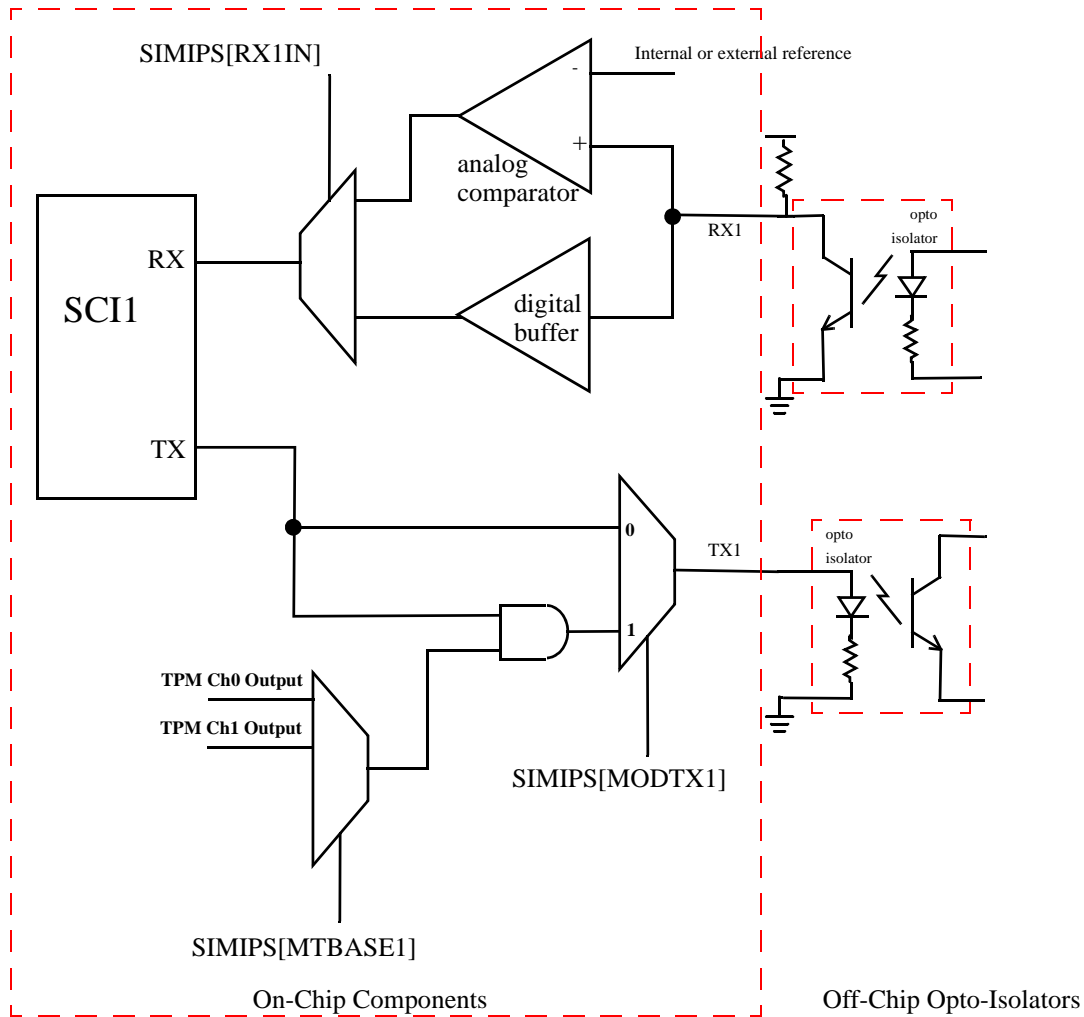 SIMIPS[RX1IN]
Internal or external reference
-
+
analog
comparator
opto
isolator
RX1
RX
SCI1
digital
buffer
TX
0
TX1
opto
isolator
1
TPM Ch0 Output
TPM Ch1 Output
SIMIPS[MODTX1]
SIMIPS[MTBASE1]
On-Chip Components
Off-Chip Opto-Isolators